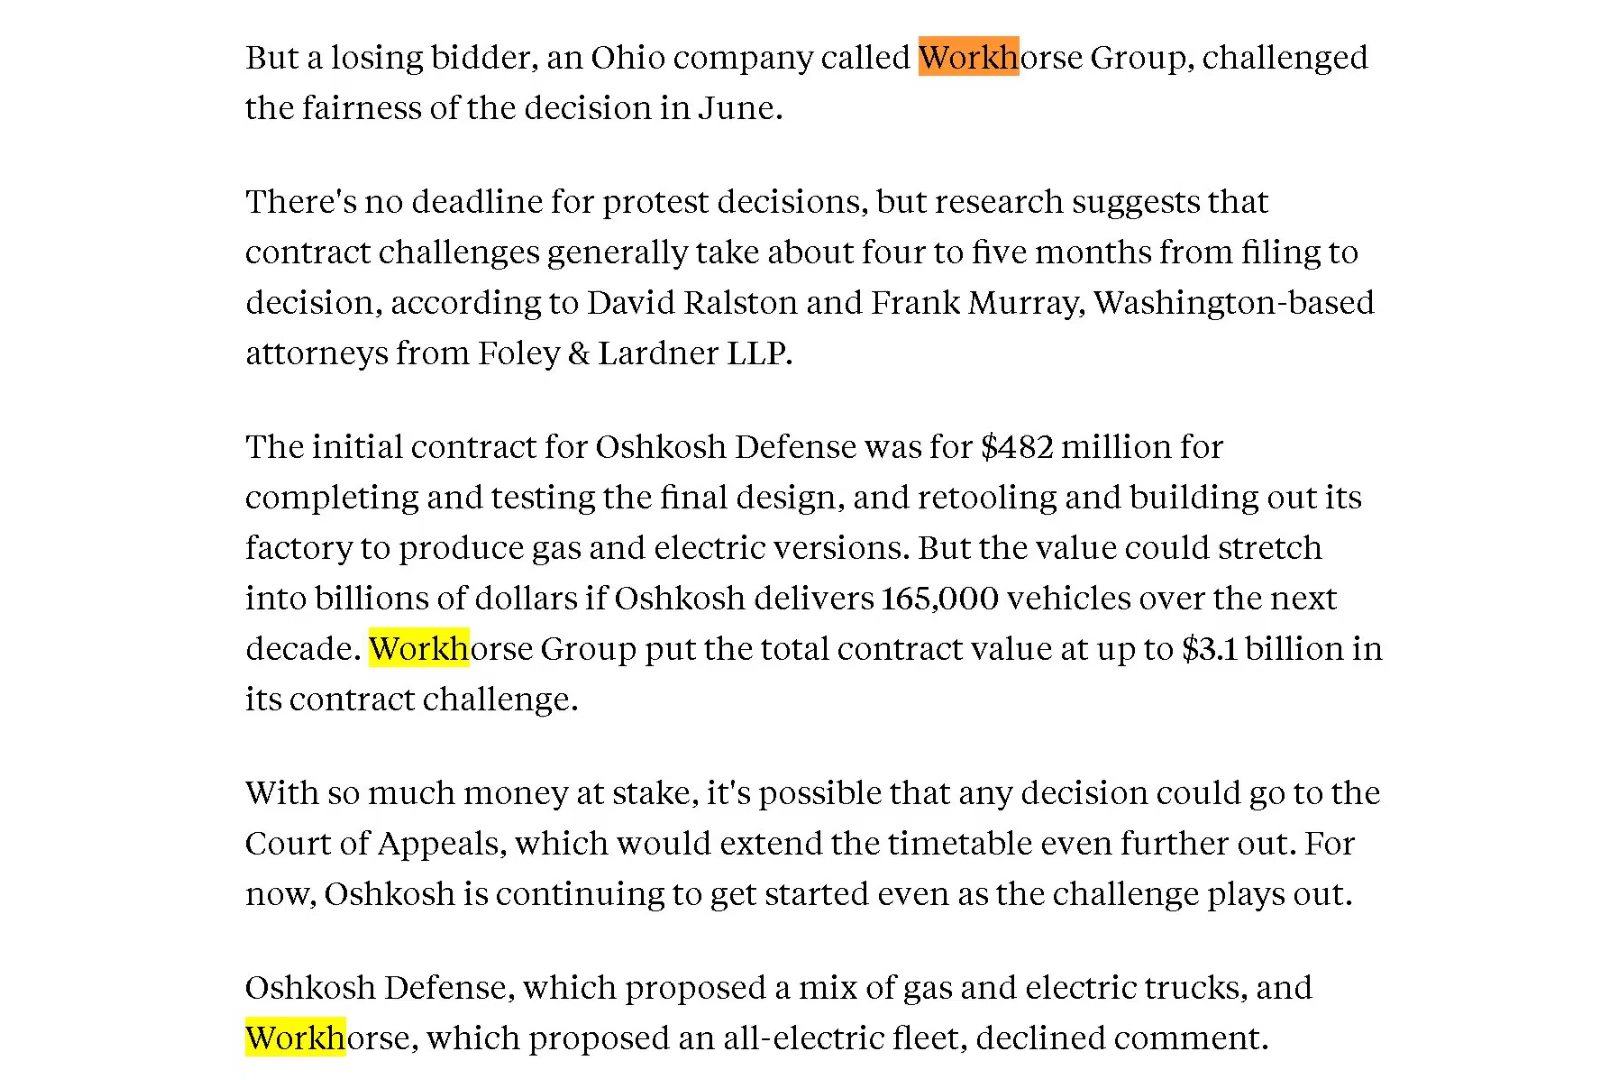 But a losing bidder, an Ohio company called Workhorse Group, challenged
the fairness of the decision in June.
There's no deadline for protest decisions, but research suggests that
contract challenges generally take about four to five months from filing to
decision, according to David Ralston and Frank Murray, Washington-based
attorneys from Foley & Lardner LLP.
The initial contract for Oshkosh Defense was for $482 million for
completing and testing the final design, and retooling and building out its
factory to produce gas and electric versions. But the value could stretch
into billions of dollars if Oshkosh delivers 165,000 vehicles over the next
decade. Workhorse Group put the total contract value at up to $3.1 billion in
its contract challenge.
With so much money at stake, it's possible that any decision could go to the
Court of Appeals, which would extend the timetable even further out. For
now, Oshkosh is continuing to get started even as the challenge plays out.
Oshkosh Defense, which proposed a mix of gas and electric trucks, and
Workhorse, which proposed an all-electric fleet, declined comment.